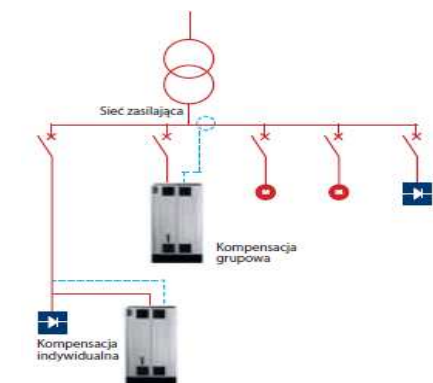 Sieć zasilająca
Kompensacja
grupowa
Kompensacja
indywidualna